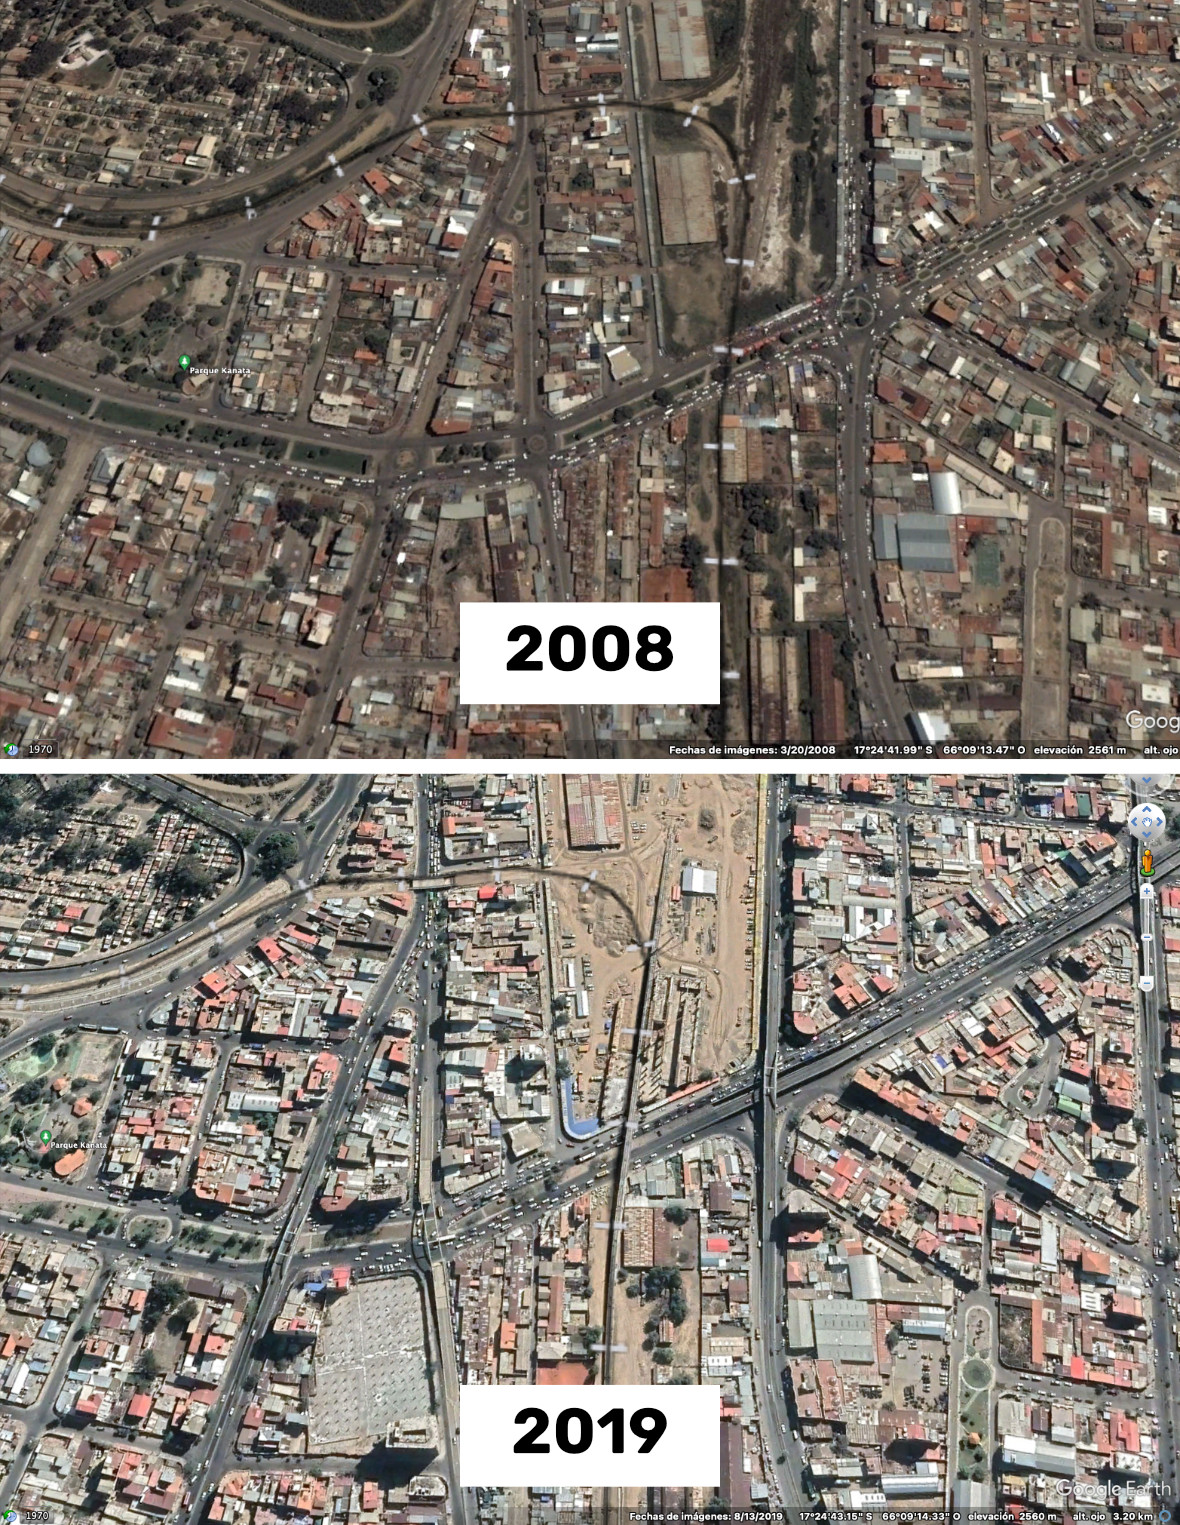 Parque Kanata
2008
Goog
1970
Fechas de imágenes: 3/20/2008 17°24'41.99" S 66°09'13.47" O elevación 2561 m alt. ojo
Parque Kanata
2019
Google Earth
1970
Fechas de imágenes: 8/13/2019 17°24'43.15" S 66°09'14.33" O elevación 2560 m alt. ojo 3.20 km